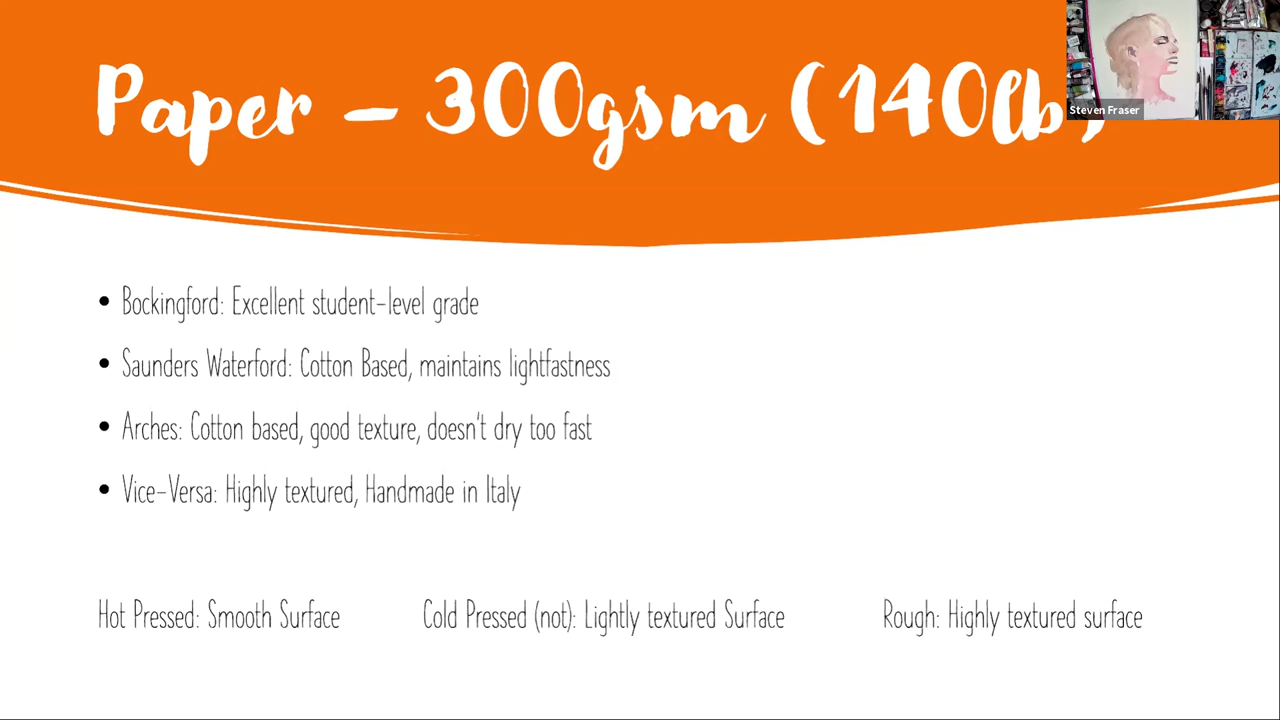 Paper - 300gsm (140lb)
Steven Fraser
• Bockingford: Excellent student-level grade
• Saunders Waterford: Cotton Based, maintains lightfastness
• Arches: Cotton based, good texture, doesn't dry too fast
• Vice-Versa: Highly textured, Handmade in Italy
Hot Pressed: Smooth Surface
Cold Pressed (not): Lightly textured Surface
Rough: Highly textured surface